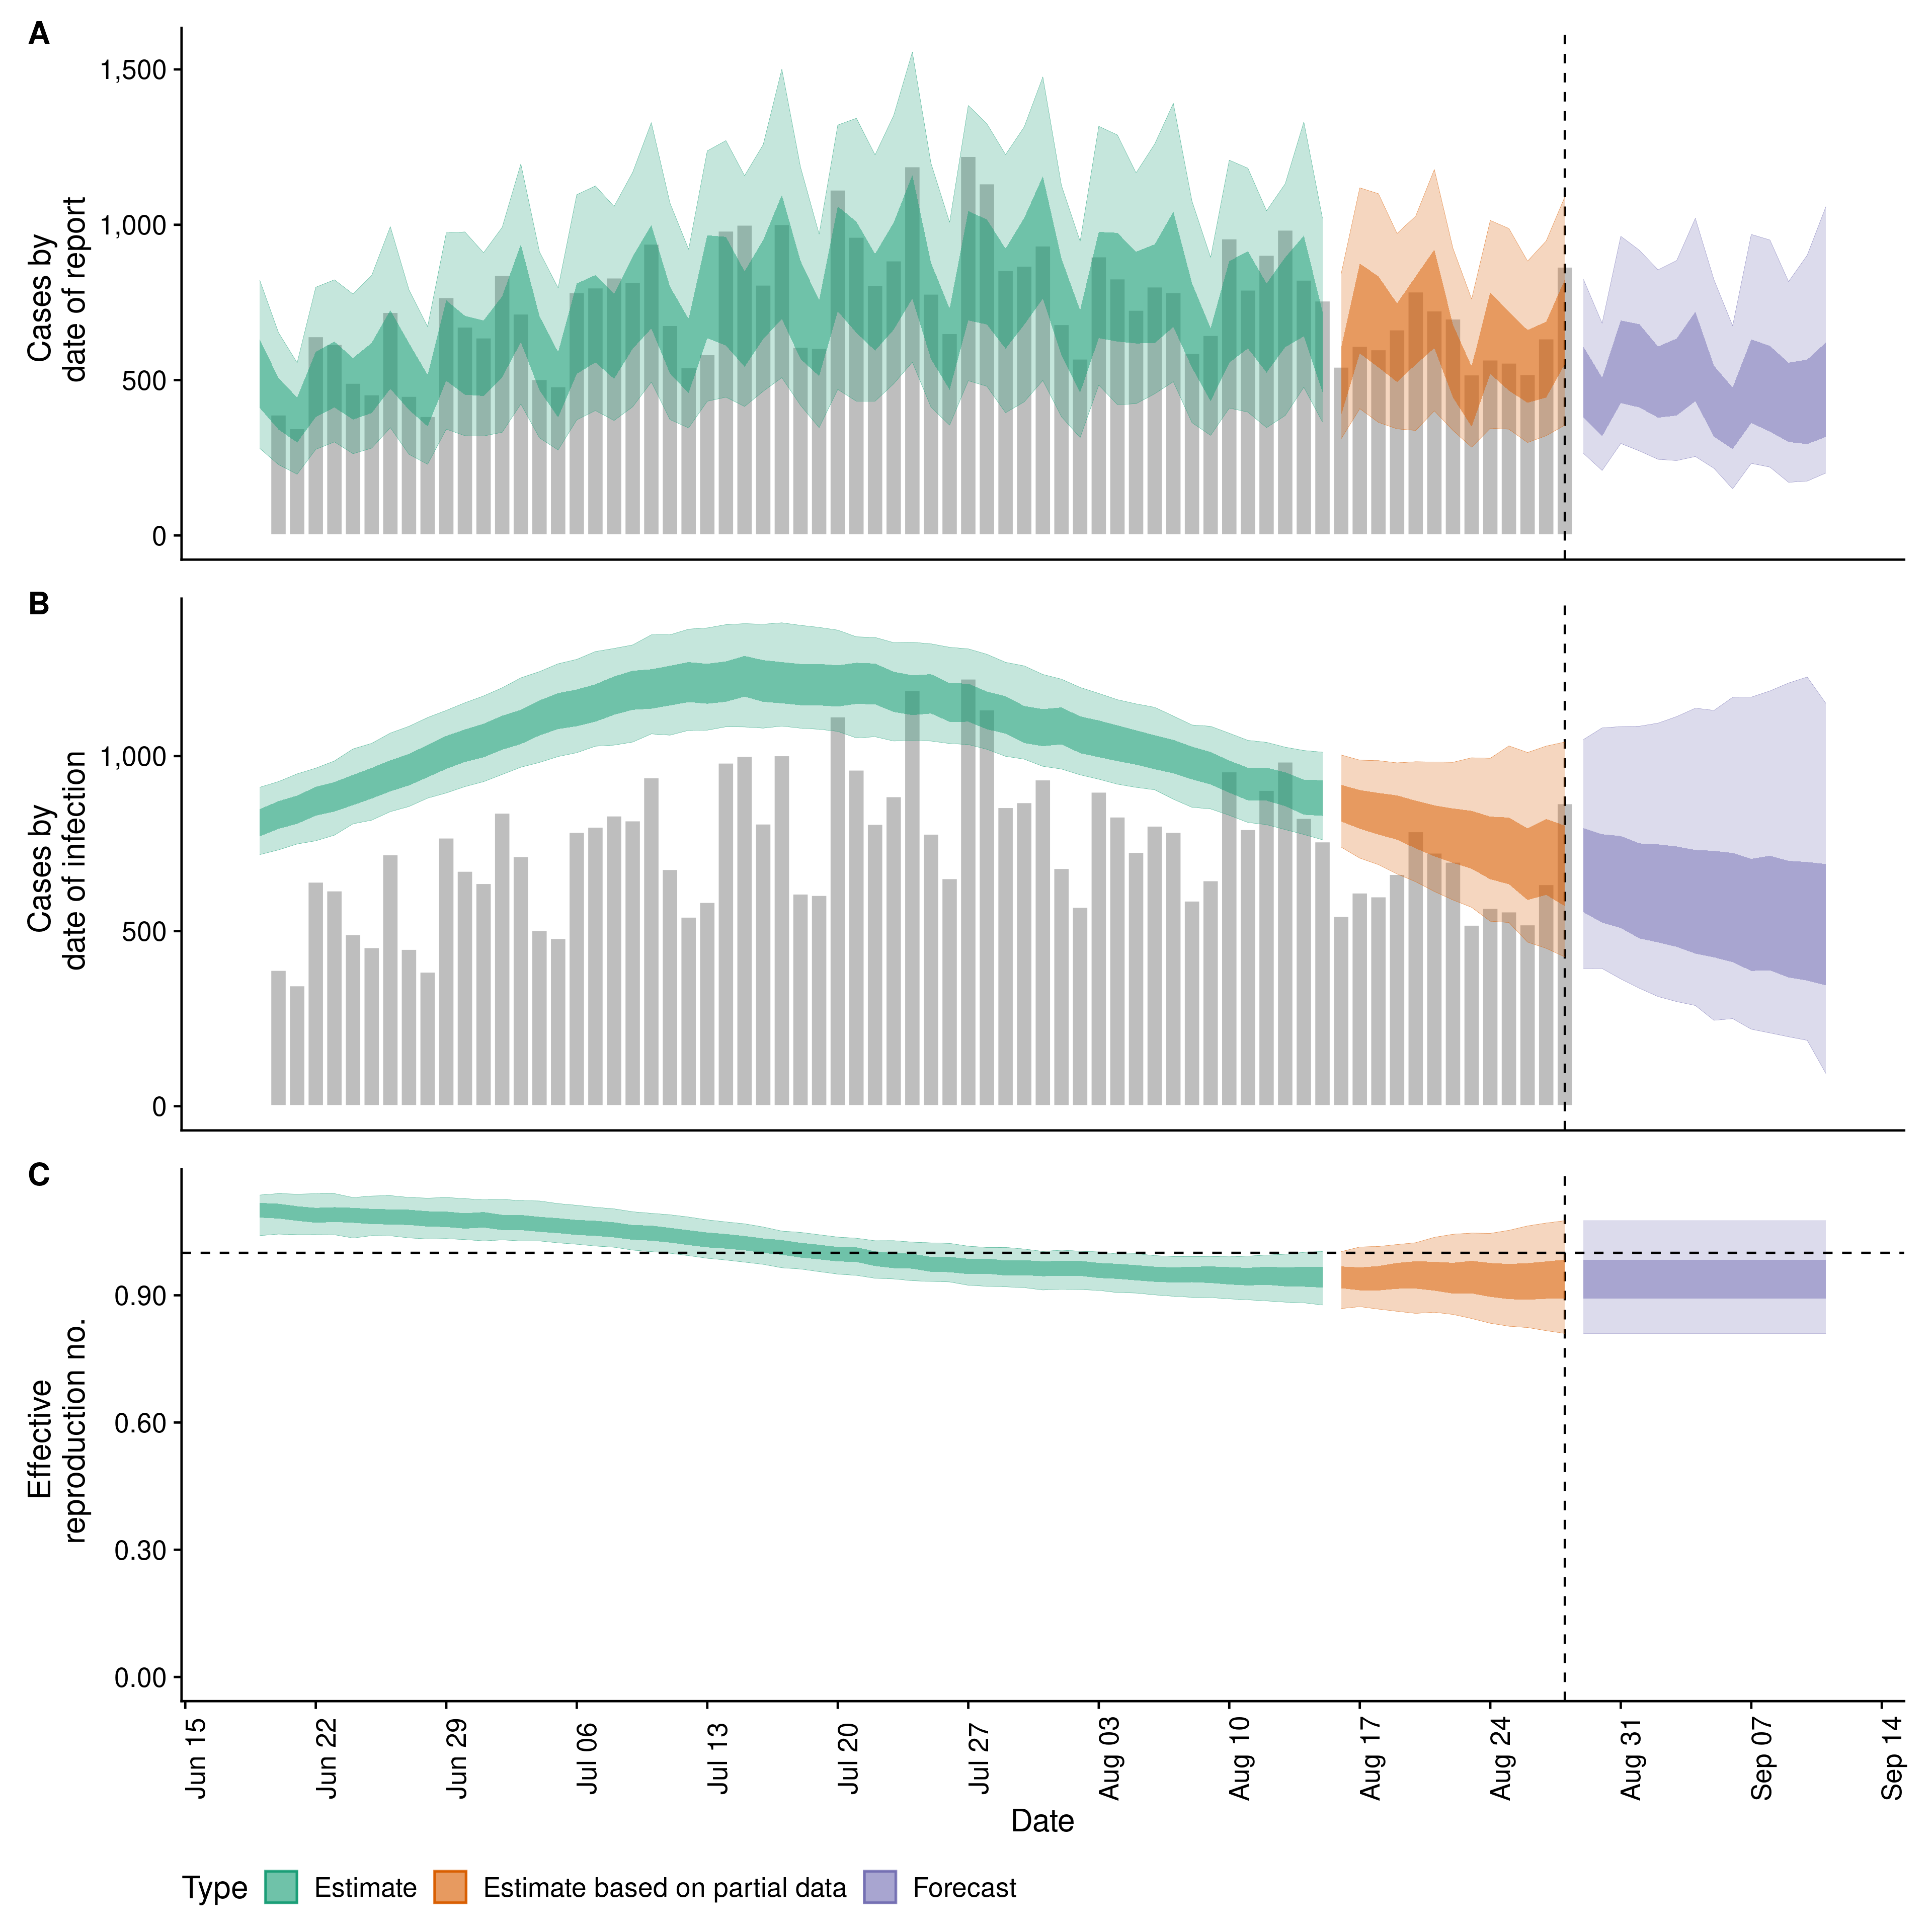 A
Cases by
date of report
1,500
1,000
500
0
B
Cases by
date of infection
1,000
500
0
C
Effective
reproduction no.
0.90
0.60
0.30
0.00
Jun 15
Jun 22
Jun 29
Jul 06
Jul 13
Jul 20
Jul 27
Aug 03
Aug 10
Aug 17
Aug 24
Aug 31
Sep 07
Sep 14
Date
Type Estimate Estimate based on partial data Forecast